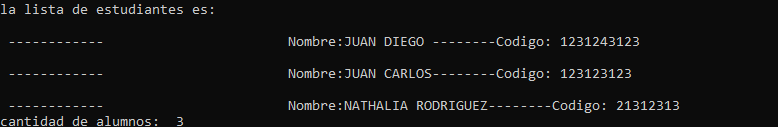 la lista de estudiantes es:
------------ Nombre:JUAN DIEGO --------Codigo: 1231243123
------------ Nombre:JUAN CARLOS--------Codigo: 123123123
------------ Nombre:NATHALIA RODRIGUEZ--------Codigo: 21312313
cantidad de alumnos:  3